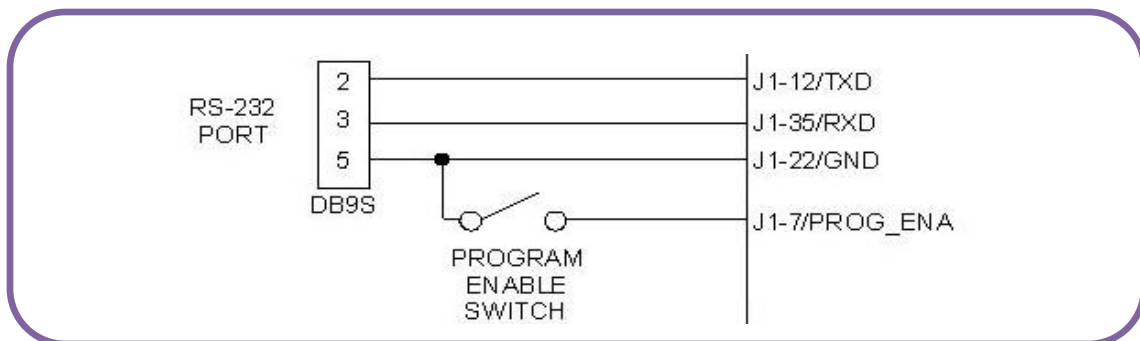 RS-232
PORT
2
3
5
DB9S
J1-12/TXD
J1-35/RXD
J1-22/GND
J1-7/PROG_ENA
PROGRAM
ENABLE
SWITCH